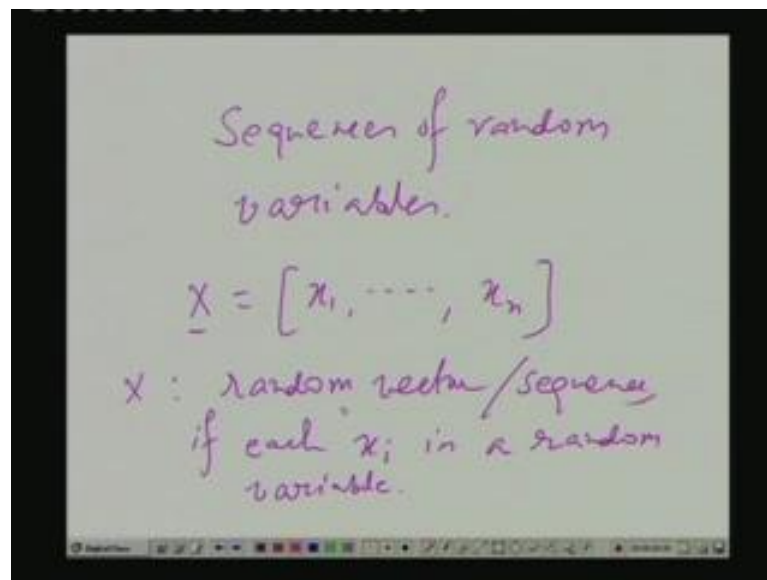 Sequences of random
variables.
X = [x₁, ....., xₙ]
X : random vector/sequence
if each xᵢ is a random
variable.